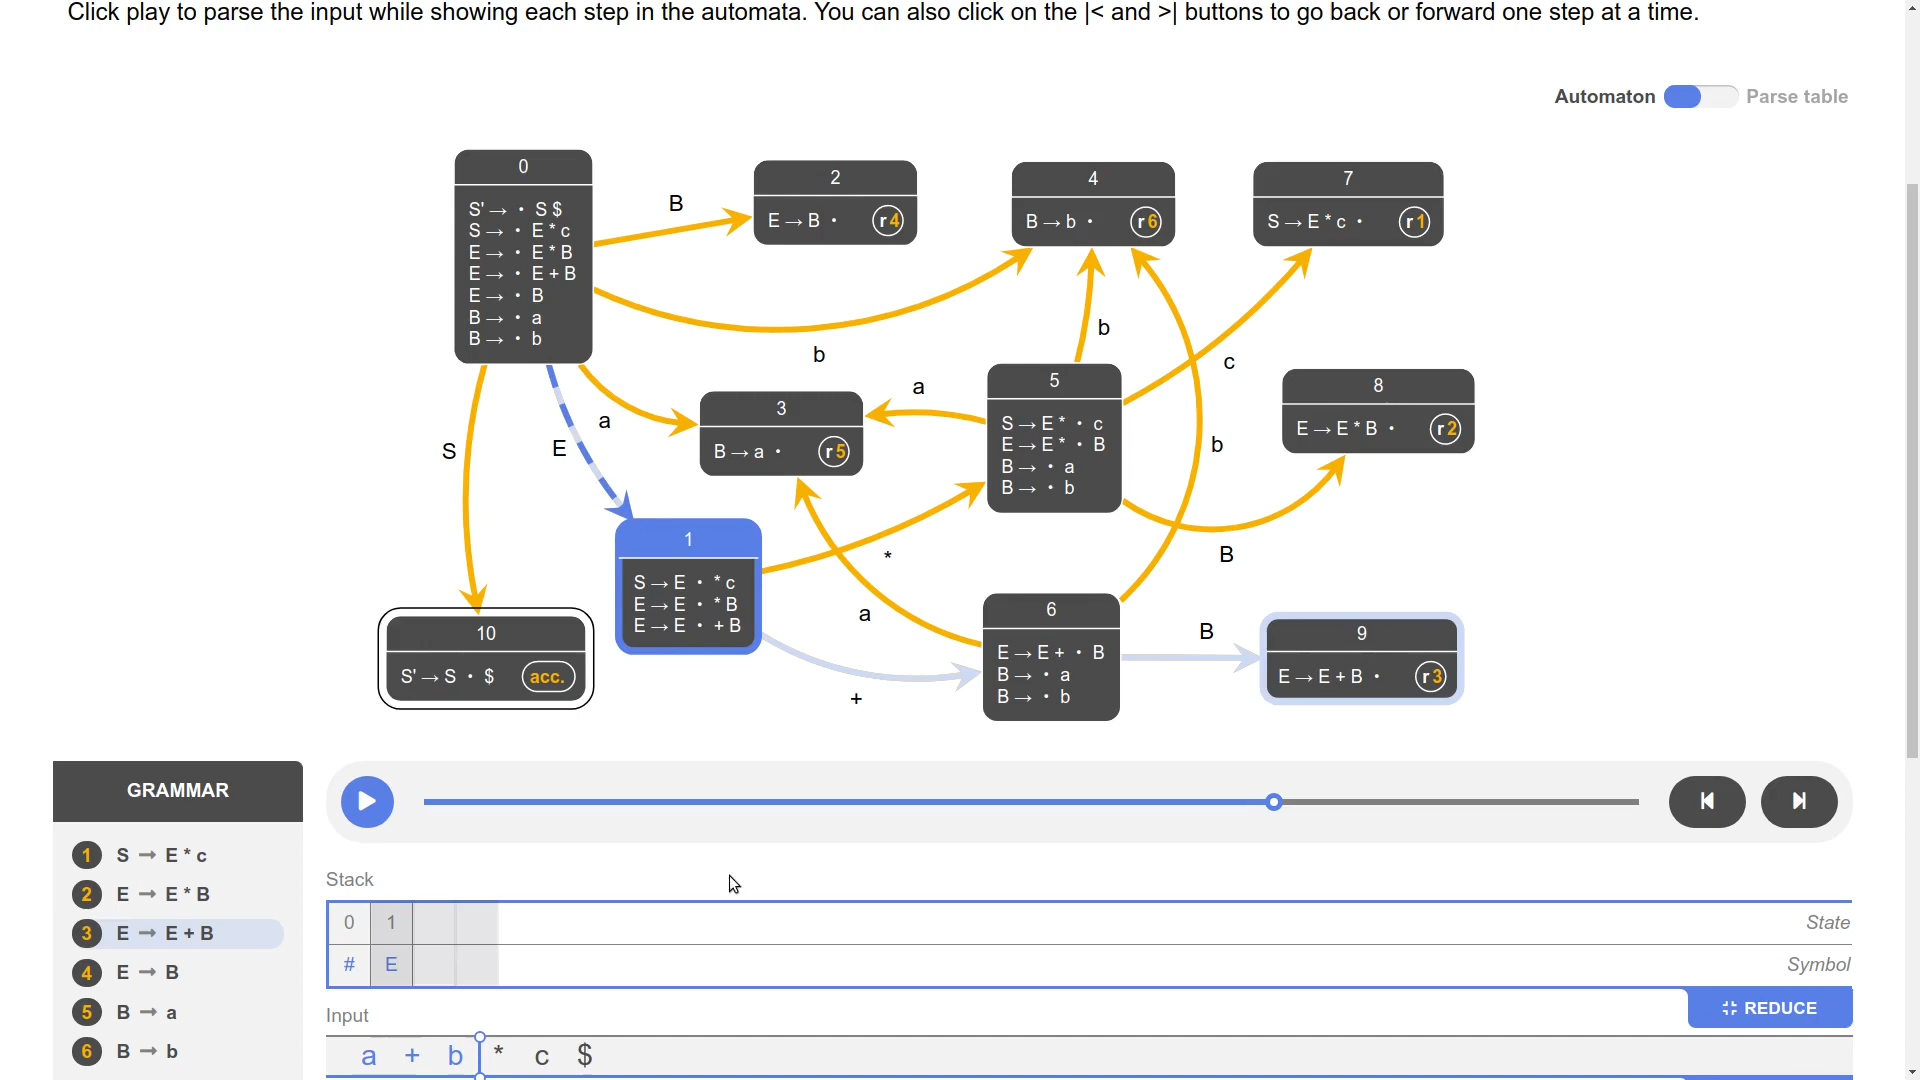 Click play to parse the input while showing each step in the automata. You can also click on the |< and >| buttons to go back or forward one step at a time.
Automaton Parse table
0
S' → · S $
S → · E * c
E → · E * B
E → · E + B
E → · B
B → · a
B → · b
B
2
E → B · r4
4
B → b · r6
7
S → E * c · r1
b
b
c
a
a
3
B → a · r5
5
S → E * · c
E → E * · B
B → · a
B → · b
8
E → E * B · r2
S
E
b
1
S → E · * c
E → E · * B
E → E · + B
*
B
a
6
E → E + · B
B → · a
B → · b
B
9
E → E + B · r3
10
S' → S · $ acc.
+
GRAMMAR
1 S → E * c
2 E → E * B
3 E → E + B
4 E → B
5 B → a
6 B → b
Stack
0 1 State
# E Symbol
REDUCE
Input
a + b * c $